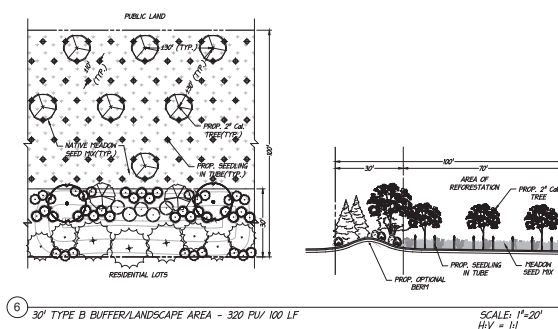 PUBLIC LAND
±30' (TYP.)
±10'
(TYP.)
±30'
(TYP.)
PROP. 2" Cal.
TREE(TYP.)
NATIVE MEADOW
SEED MIX(TYP.)
PROP. SEEDLING
IN TUBE(TYP.)
100'
30'
RESIDENTIAL LOTS
100'
30'
70'
AREA OF
REFORESTATION
PROP. 2" Cal.
TREE
PROP. SEEDLING
IN TUBE
MEADOW
SEED MIX
PROP. OPTIONAL
BERM
6
30' TYPE B BUFFER/LANDSCAPE AREA - 320 PU/ 100 LF
SCALE: 1"=20'
H:V = 1:1